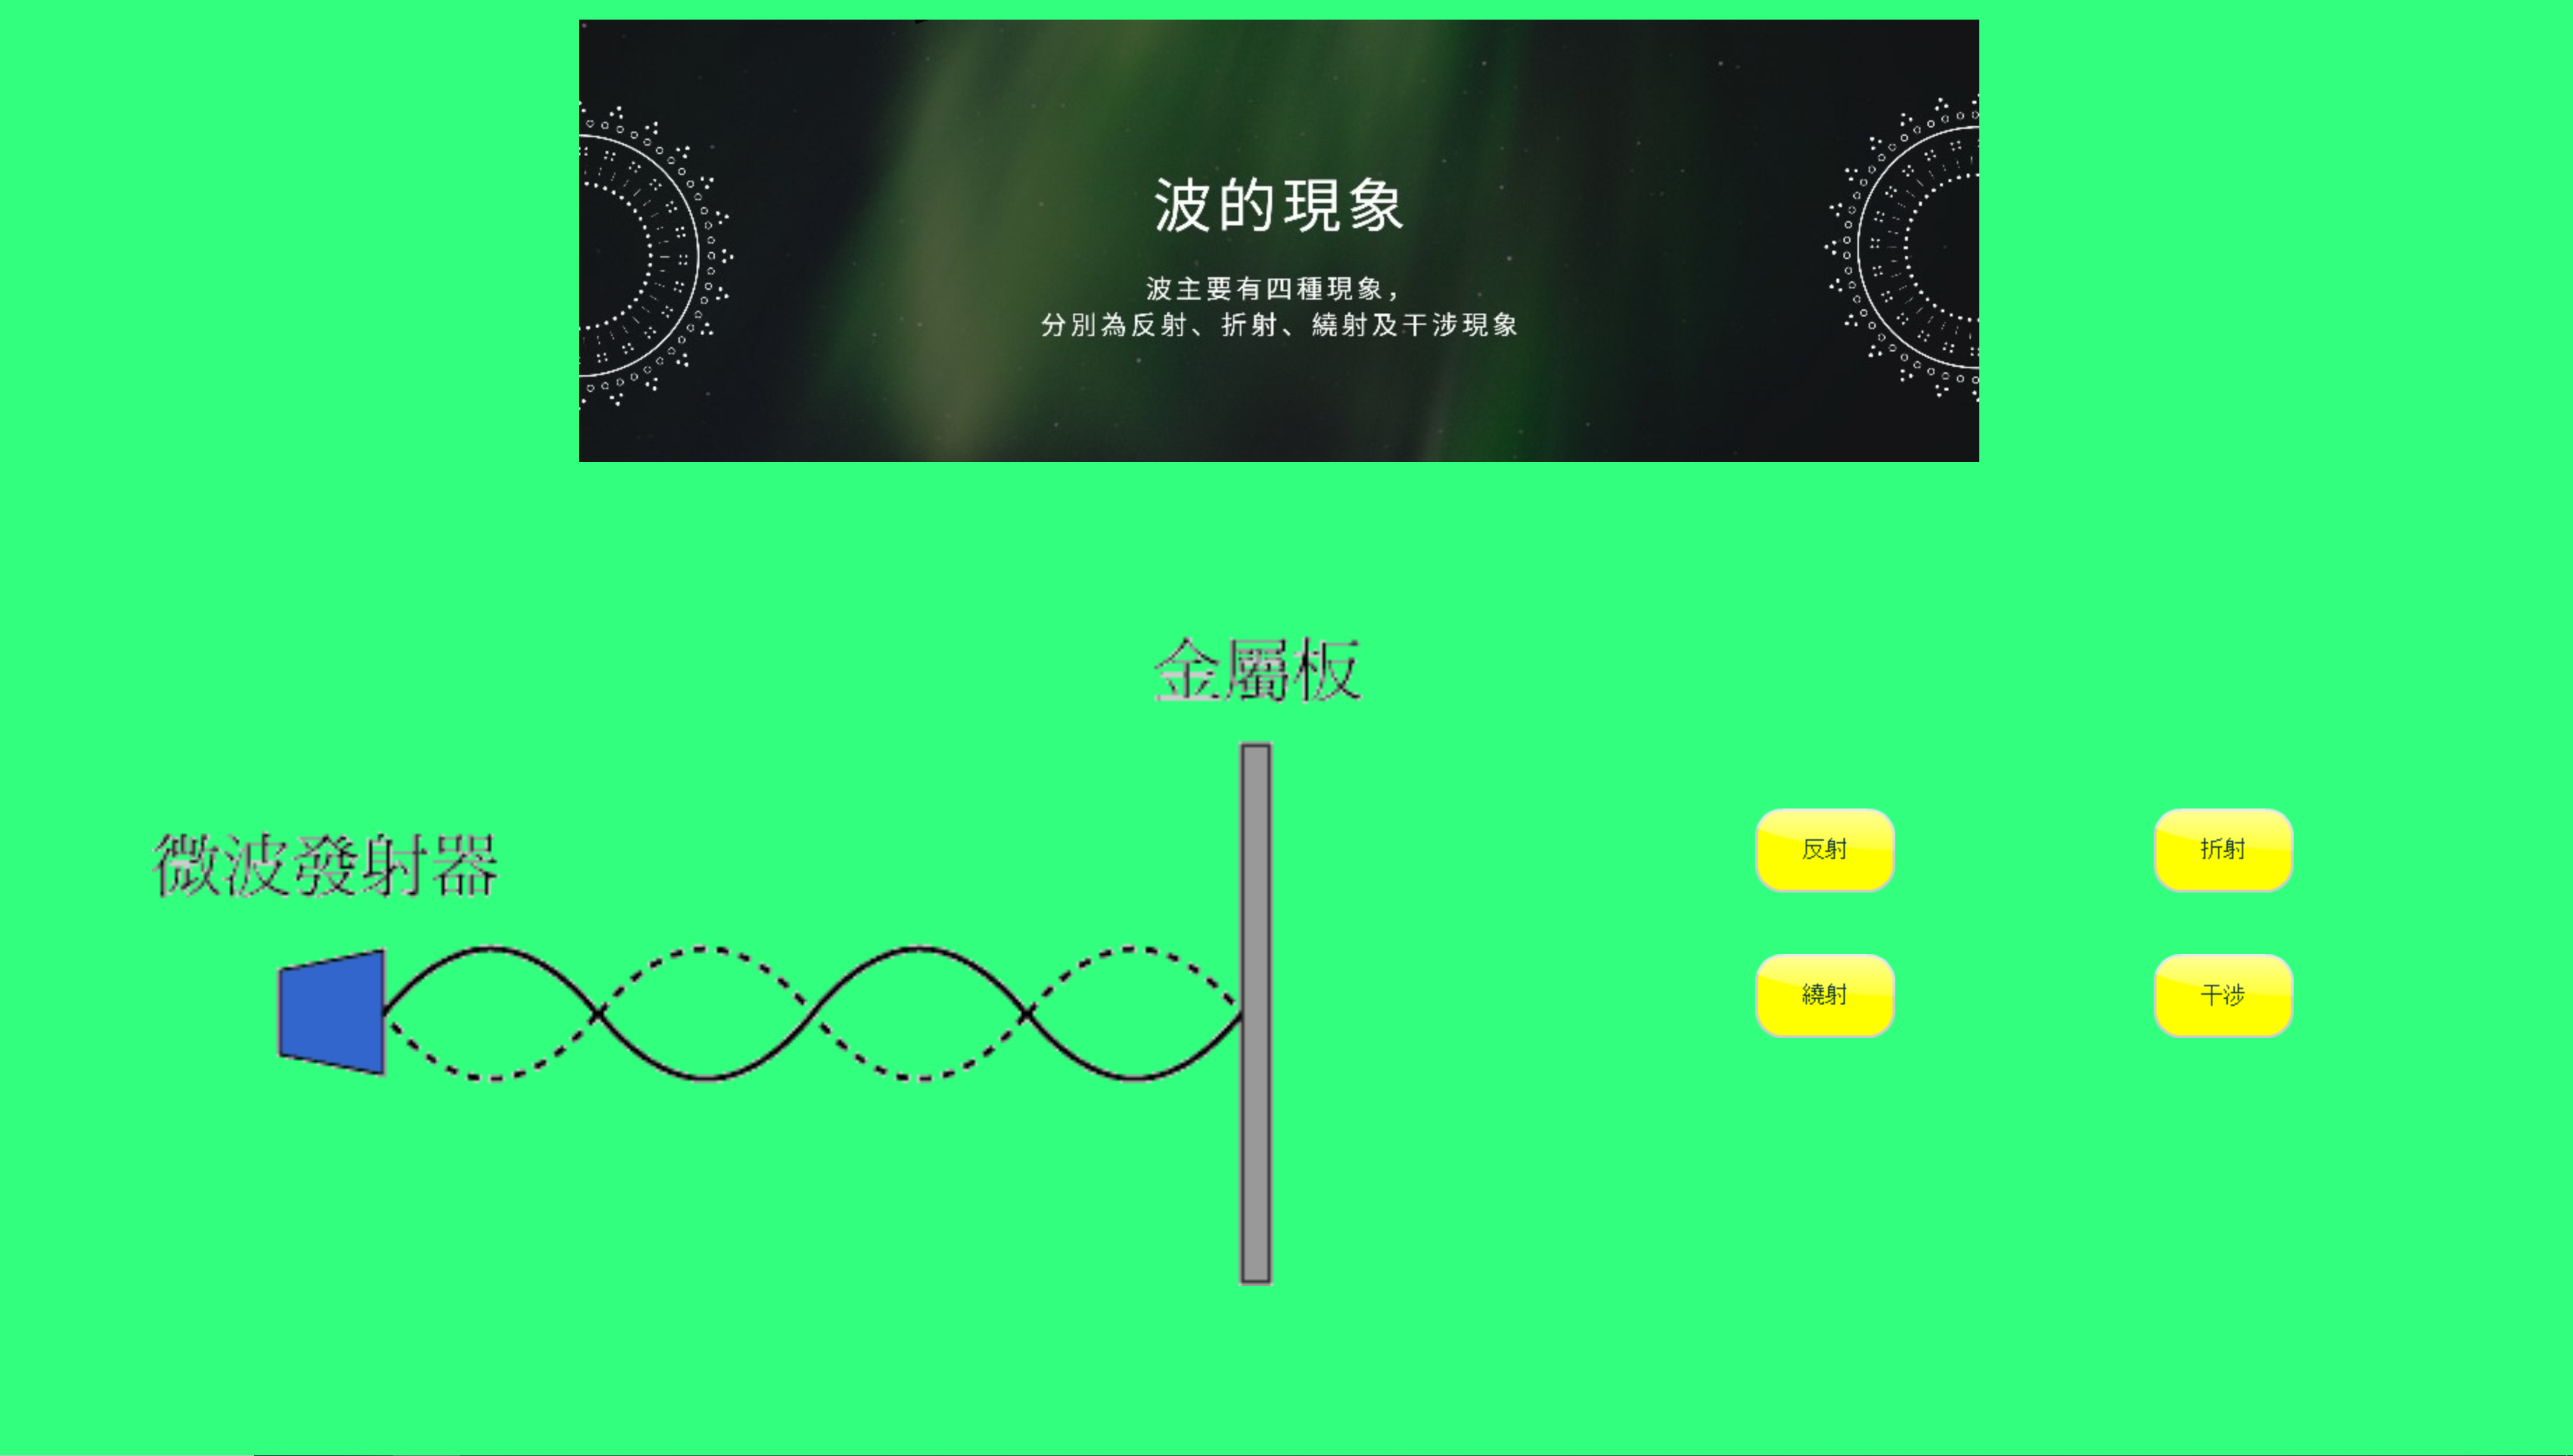 波的現象
波主要有四種現象，
分別為反射、折射、繞射及干涉現象
金屬板
微波發射器
反射
折射
繞射
干涉